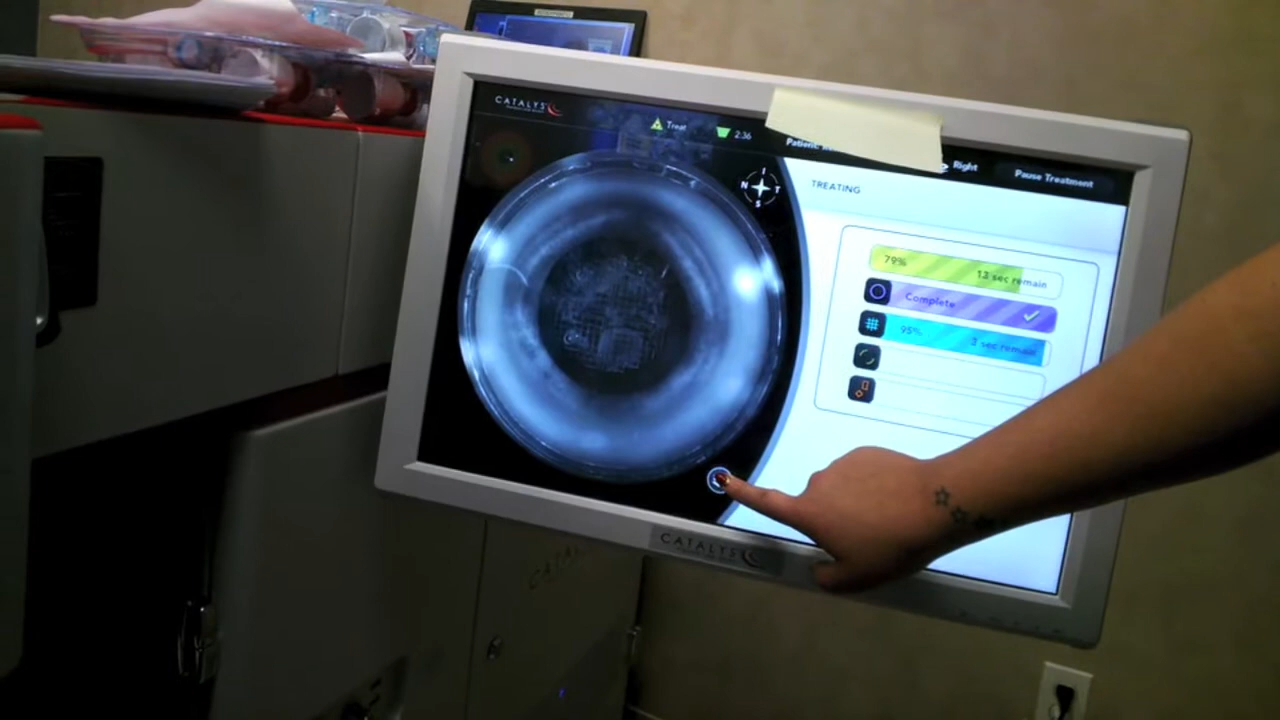 CATALYS
Treat
2:36
Patient:
Right
Pause Treatment
N
I
T
S
TREATING
79%
13 sec remain
Complete
95%
3 sec remain
CATALYS
CATALYS